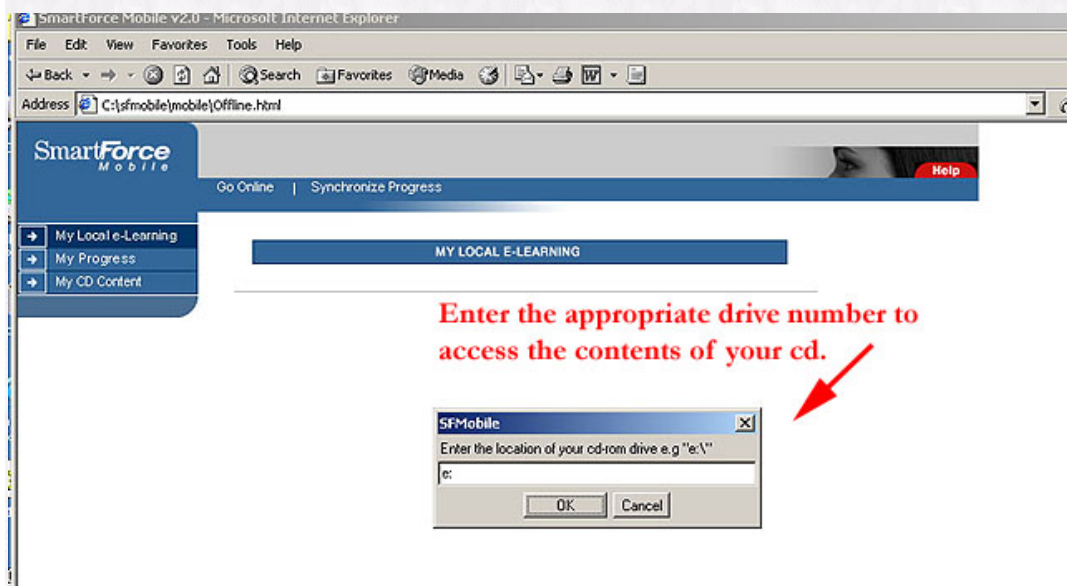 SmartForce Mobile v2.0 - Microsoft Internet Explorer
File Edit View Favorites Tools Help
Back Search Favorites Media
Address C:\sfmobile\mobile\Offline.html
SmartForce
Mobile
Help
Go Online | Synchronize Progress
My Local e-Learning
My Progress
My CD Content
MY LOCAL E-LEARNING
Enter the appropriate drive number to
access the contents of your cd.
SFMobile
Enter the location of your cd-rom drive e.g "e:\"
e:
OK Cancel